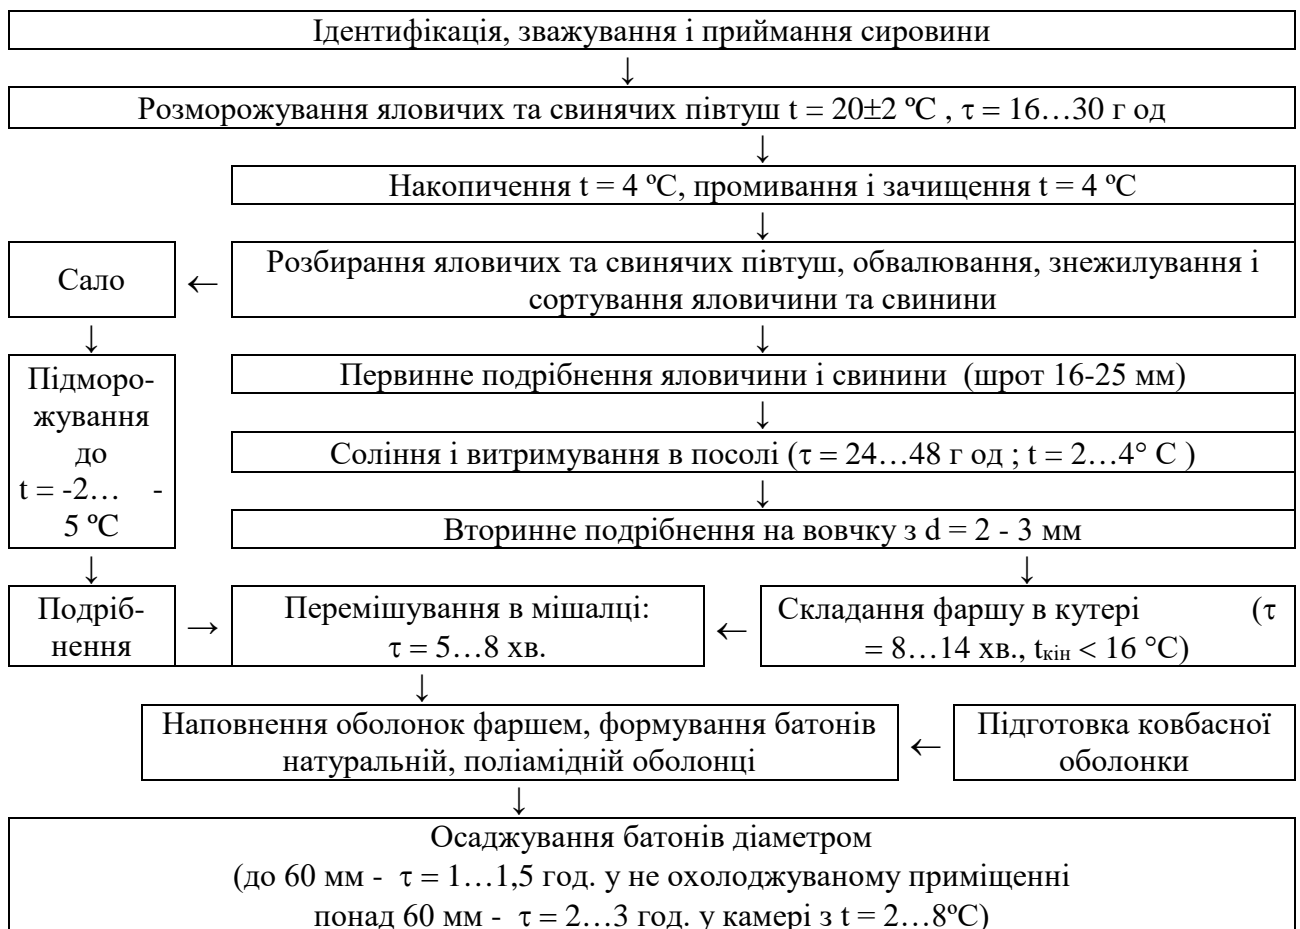 Ідентифікація, зважування і приймання сировини
↓
Розморожування яловичих та свинячих півтуш t = 20±2 ºС , τ = 16…30 г од
↓
Накопичення t = 4 ºС, промивання і зачищення t = 4 ºС
↓
Сало
←
Розбирання яловичих та свинячих півтуш, обвалювання, знежилування і
сортування яловичини та свинини
↓
↓
Підморо-
жування
до
t = -2… -
5 ºС
Первинне подрібнення яловичини і свинини (шрот 16-25 мм)
↓
Соління і витримування в посолі (τ = 24…48 г од ; t = 2…4° С )
↓
Вторинне подрібнення на вовчку з d = 2 - 3 мм
↓
↓
Подріб-
нення
→
Перемішування в мішалці:
τ = 5…8 хв.
←
Складання фаршу в кутері (τ
= 8…14 хв., tкін < 16 °С)
↓
Наповнення оболонок фаршем, формування батонів
натуральній, поліамідній оболонці
←
Підготовка ковбасної
оболонки
↓
Осаджування батонів діаметром
(до 60 мм - τ = 1…1,5 год. у не охолоджуваному приміщенні
понад 60 мм - τ = 2…3 год. у камері з t = 2…8ºС)